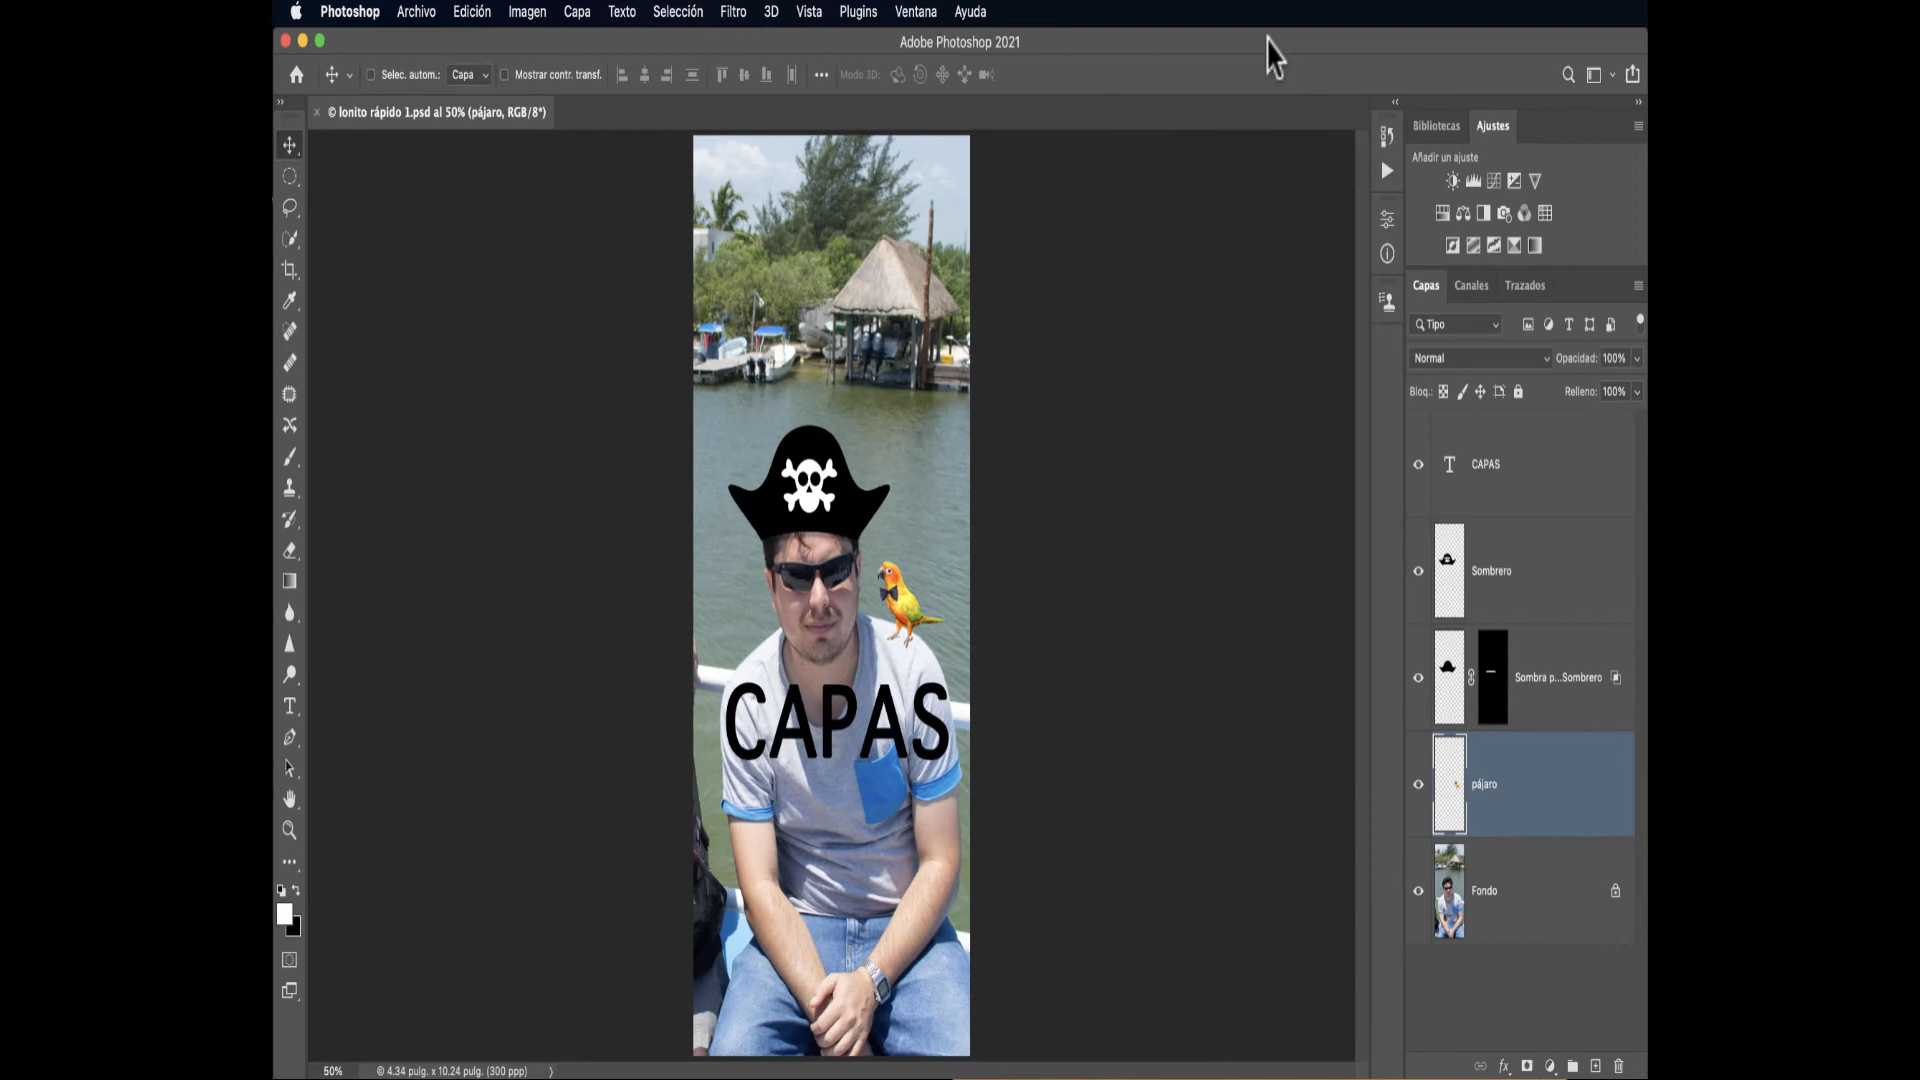 Photoshop Archivo Edición Imagen Capa Texto Selección Filtro 3D Vista Plugins Ventana Ayuda
Adobe Photoshop 2021
Selec. autom.: Capa Mostrar contr. transf. Modo 3D:
© lonito rápido 1.psd al 50% (pájaro, RGB/8*)
Bibliotecas Ajustes
Añadir un ajuste
Capas Canales Trazados
Tipo
Normal Opacidad: 100%
Bloq.: Relleno: 100%
CAPAS
Sombrero
Sombra p...Sombrero
pájaro
Fondo
CAPAS
50% © 4.34 pulg. x 10.24 pulg. (300 ppp)